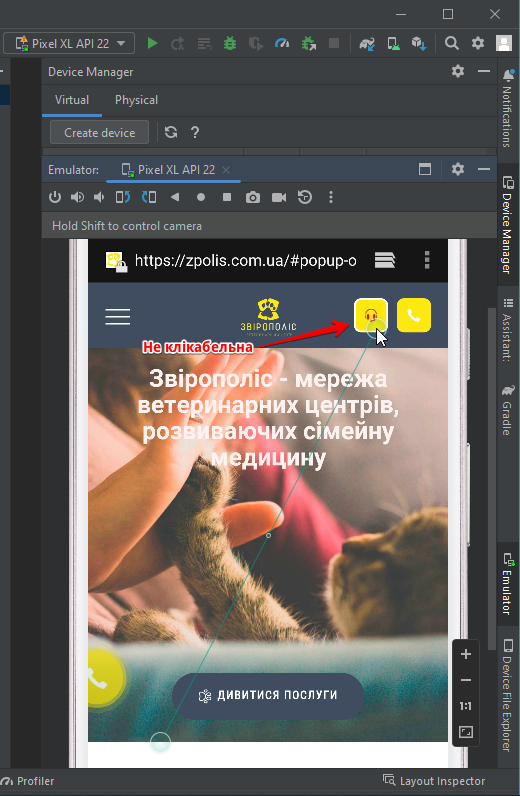 Pixel XL API 22
Device Manager
Virtual
Physical
Create device
?
Emulator:
Pixel XL API 22
Hold Shift to control camera
https://zpolis.com.ua/#popup-o
ЗВІРОПОЛІС
Не клікабельна
Звірополіс - мережа
ветеринарних центрів,
розвиваючих сімейну
медицину
ДИВИТИСЯ ПОСЛУГИ
1:1
Notifications
Device Manager
Assistant:
Gradle
Emulator
Device File Explorer
Profiler
Layout Inspector